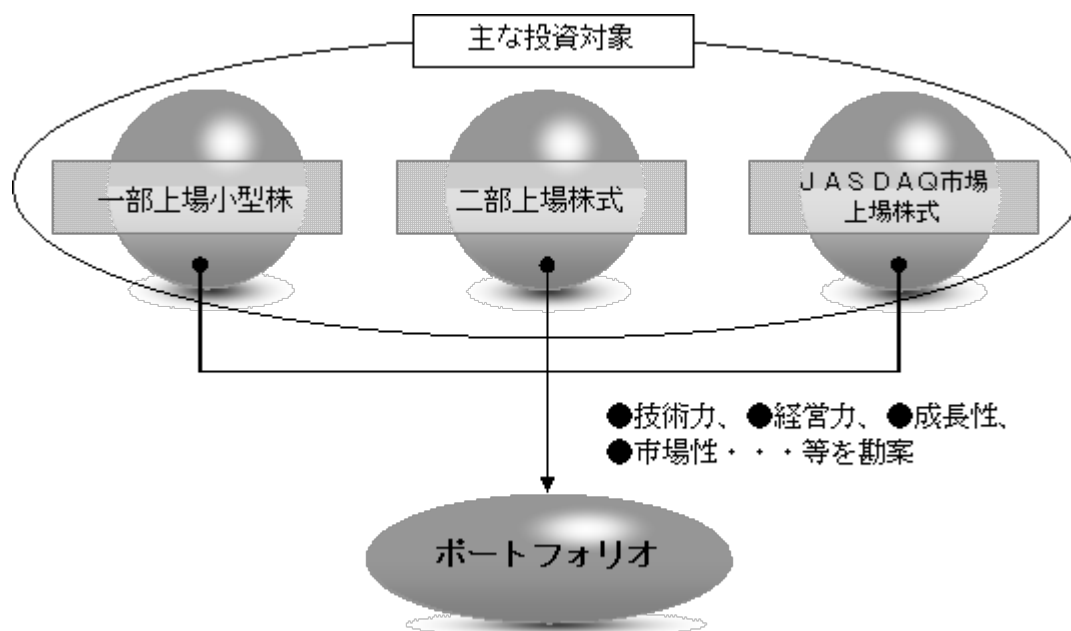 主な投資対象
一部上場小型株
二部上場株式
ＪＡＳＤＡＱ市場
上場株式
●技術力、●経営力、●成長性、
●市場性・・・等を勘案
ポートフォリオ